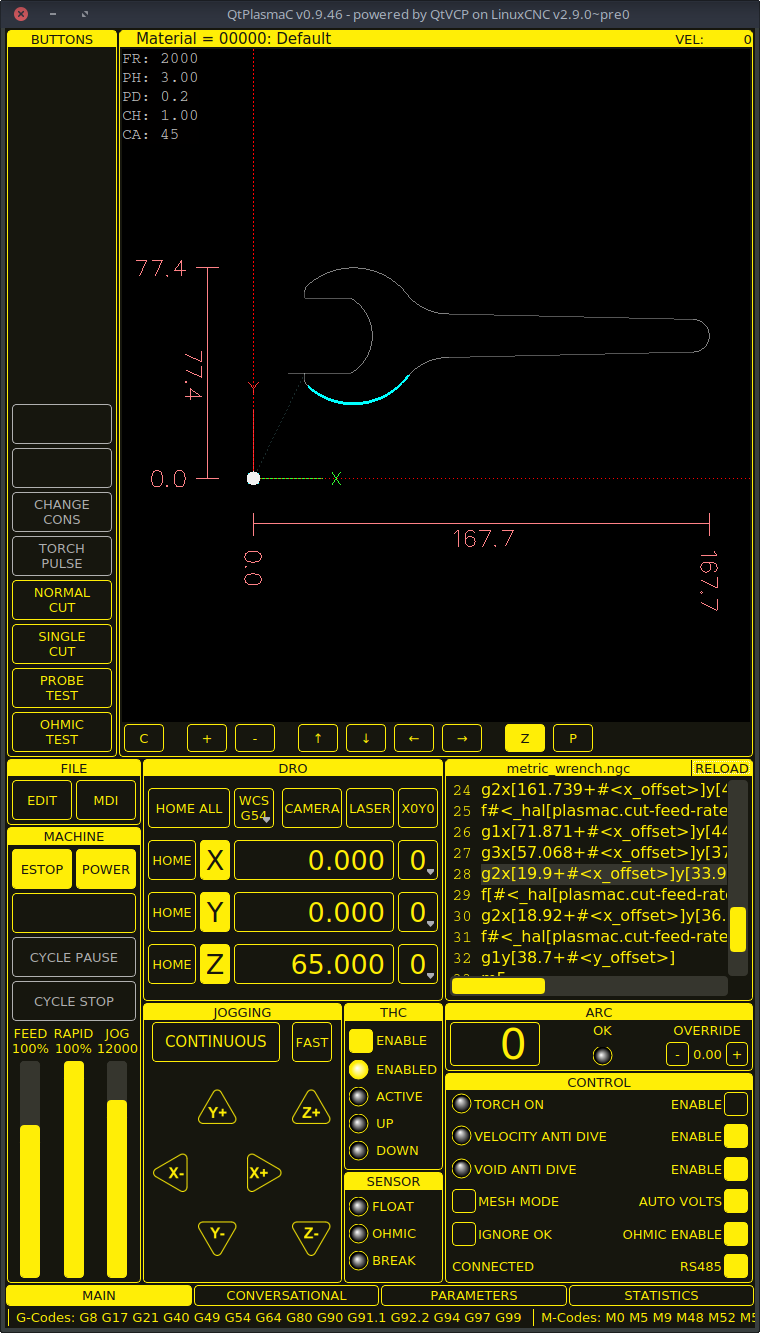 QtPlasmaC v0.9.46 - powered by QtVCP on LinuxCNC v2.9.0~pre0
BUTTONS
Material = 00000: Default
VEL: 0
FR: 2000
PH: 3.00
PD: 0.2
CH: 1.00
CA: 45
77.4
77.4
Y
0.0
X
167.7
0.0
167.7
CHANGE
CONS
TORCH
PULSE
NORMAL
CUT
SINGLE
CUT
PROBE
TEST
OHMIC
TEST
C + - ↑ ↓ ← → Z P
FILE
EDIT MDI
MACHINE
ESTOP POWER
CYCLE PAUSE
CYCLE STOP
FEED RAPID JOG
100% 100% 12000
DRO
HOME ALL
WCS
G54
CAMERA LASER X0Y0
HOME X 0.000 0
HOME Y 0.000 0
HOME Z 65.000 0
metric_wrench.ngc RELOAD
24 g2x[161.739+#<x_offset>]y[4
25 f#<_hal[plasmac.cut-feed-rate
26 g1x[71.871+#<x_offset>]y[44
27 g3x[57.068+#<x_offset>]y[37
28 g2x[19.9+#<x_offset>]y[33.9
29 f[#<_hal[plasmac.cut-feed-rat
30 g2x[18.92+#<x_offset>]y[36.
31 f#<_hal[plasmac.cut-feed-rate
32 g1y[38.7+#<y_offset>]
JOGGING
CONTINUOUS FAST
Y+ Z+
X- X+
Y- Z-
THC
ENABLE
ENABLED
ACTIVE
UP
DOWN
SENSOR
FLOAT
OHMIC
BREAK
ARC
0
OK
OVERRIDE
- 0.00 +
CONTROL
TORCH ON ENABLE
VELOCITY ANTI DIVE ENABLE
VOID ANTI DIVE ENABLE
MESH MODE AUTO VOLTS
IGNORE OK OHMIC ENABLE
CONNECTED RS485
MAIN CONVERSATIONAL PARAMETERS STATISTICS
G-Codes: G8 G17 G21 G40 G49 G54 G64 G80 G90 G91.1 G92.2 G94 G97 G99
M-Codes: M0 M5 M9 M48 M52 M5